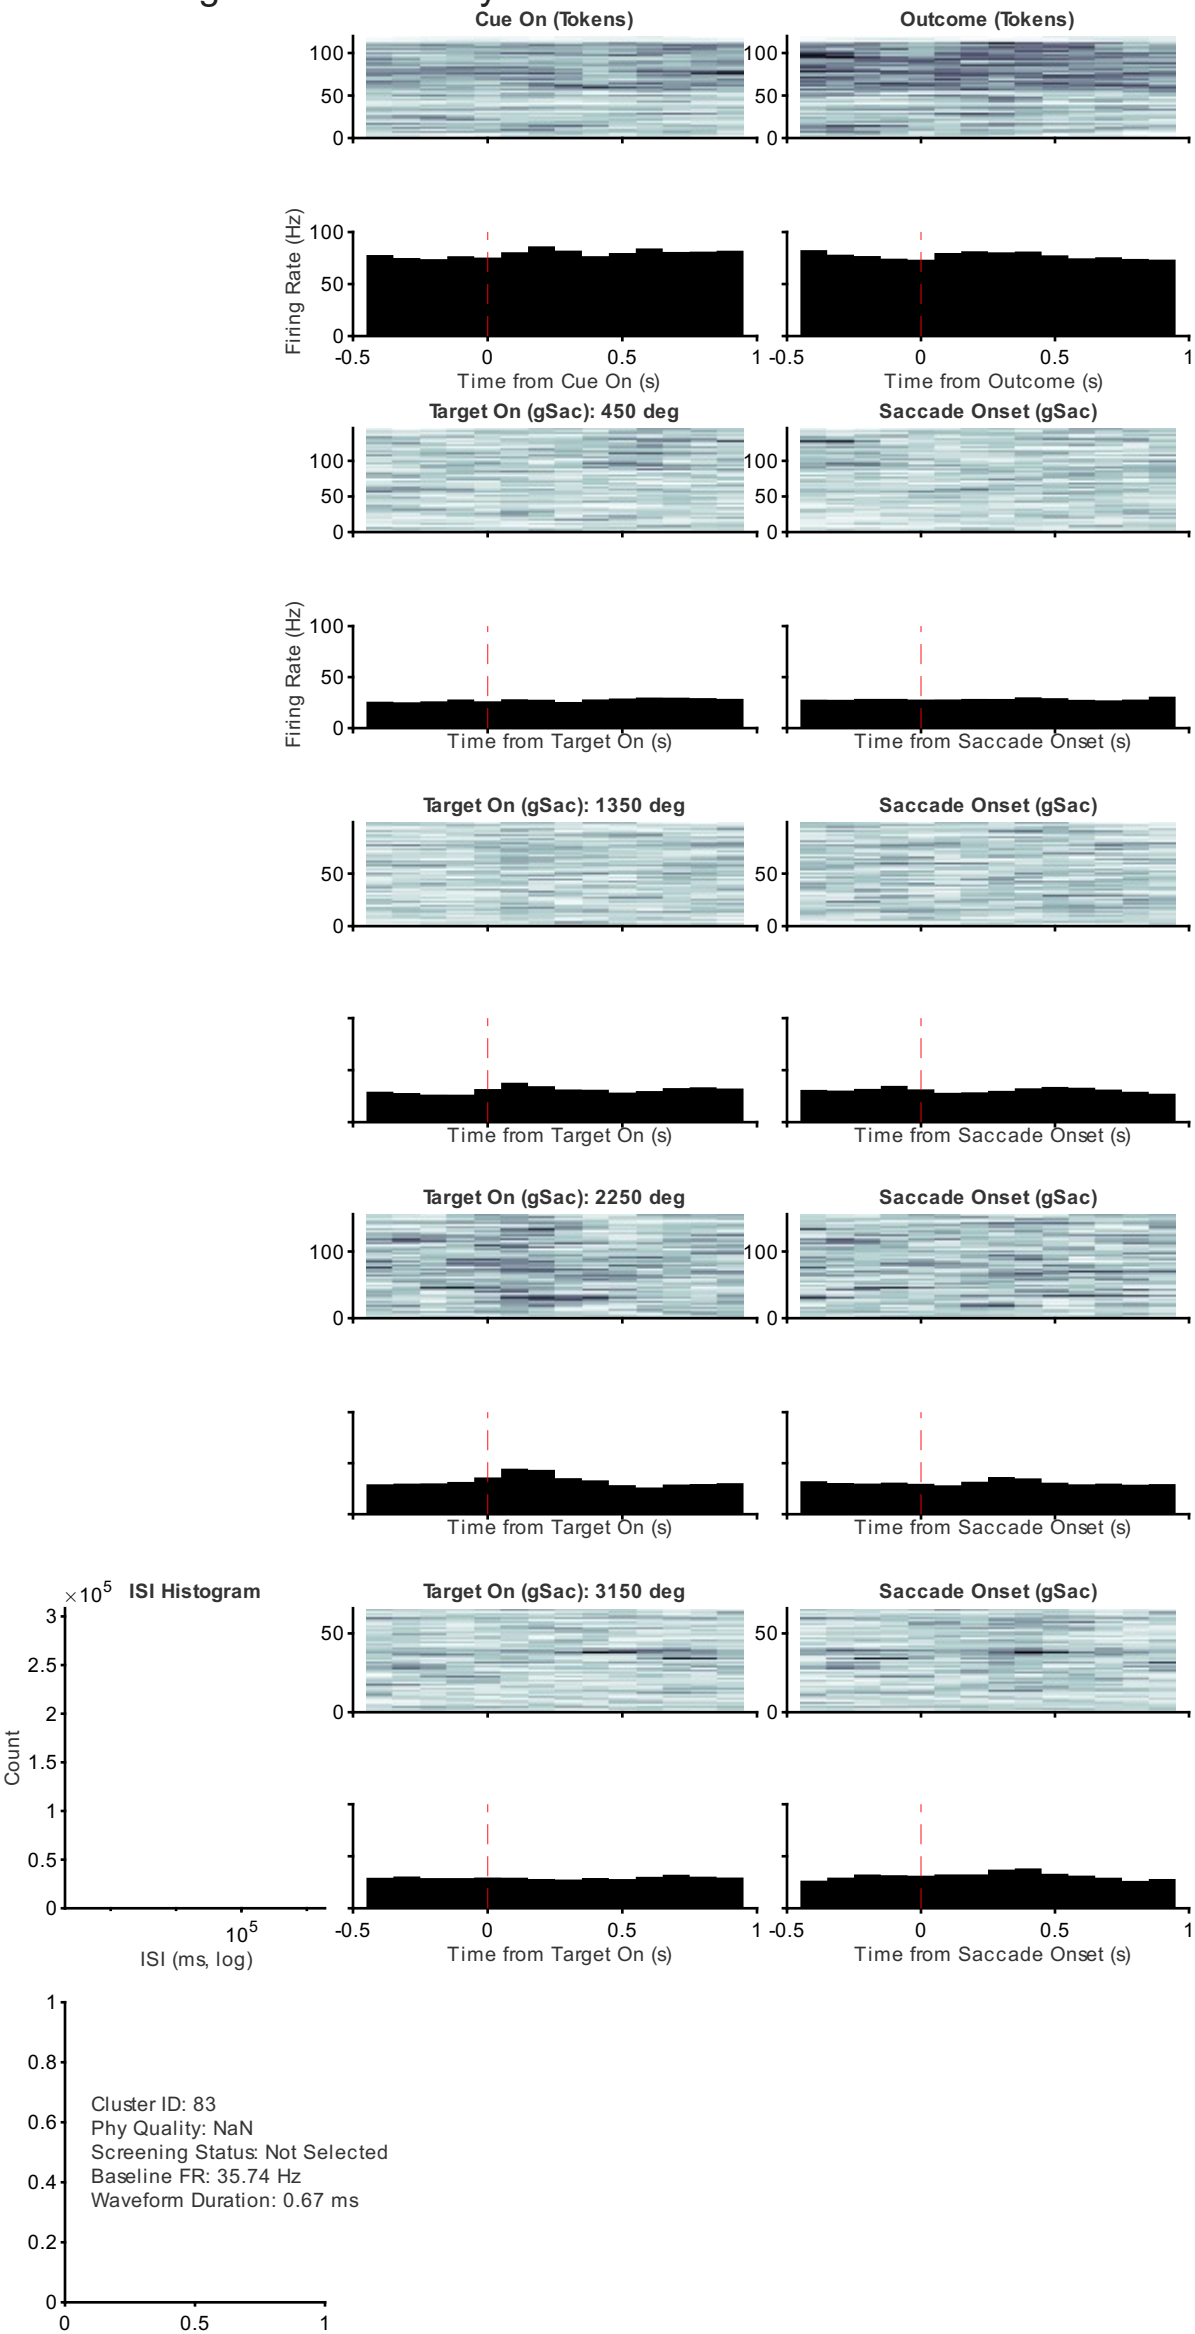 Cue On (Tokens)
Outcome (Tokens)
100
50
0
100
50
0
Firing Rate (Hz)
100
50
0
-0.5
0
0.5
1
-0.5
0
0.5
1
Time from Cue On (s)
Time from Outcome (s)
Target On (gSac): 450 deg
Saccade Onset (gSac)
100
50
0
100
50
0
Firing Rate (Hz)
100
50
0
Time from Target On (s)
Time from Saccade Onset (s)
Target On (gSac): 1350 deg
Saccade Onset (gSac)
50
0
50
0
Time from Target On (s)
Time from Saccade Onset (s)
Target On (gSac): 2250 deg
Saccade Onset (gSac)
100
0
100
0
Time from Target On (s)
Time from Saccade Onset (s)
×10⁵
ISI Histogram
Target On (gSac): 3150 deg
Saccade Onset (gSac)
3
2.5
2
1.5
1
0.5
0
Count
10⁵
ISI (ms, log)
50
0
50
0
-0.5
0
0.5
1
-0.5
0
0.5
1
Time from Target On (s)
Time from Saccade Onset (s)
1
0.8
0.6
0.4
0.2
0
Cluster ID: 83
Phy Quality: NaN
Screening Status: Not Selected
Baseline FR: 35.74 Hz
Waveform Duration: 0.67 ms
0
0.5
1